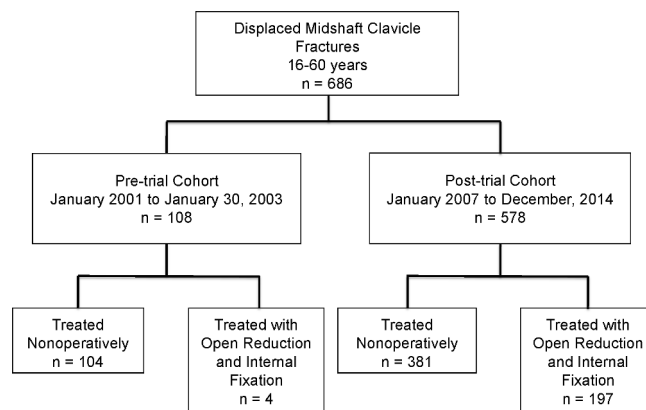 Displaced Midshaft Clavicle
Fractures
16-60 years
n = 686
Pre-trial Cohort
January 2001 to January 30, 2003
n = 108
Post-trial Cohort
January 2007 to December, 2014
n = 578
Treated
Nonoperatively
n = 104
Treated with
Open Reduction
and Internal
Fixation
n = 4
Treated
Nonoperatively
n = 381
Treated with
Open Reduction
and Internal
Fixation
n = 197